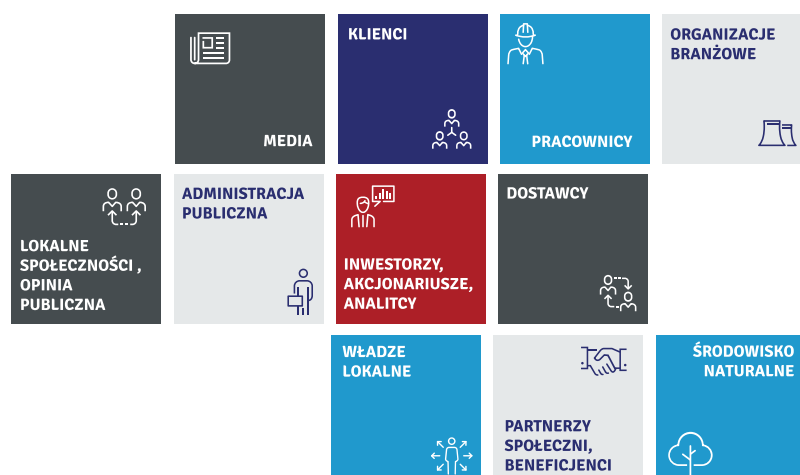 MEDIA
KLIENCI
PRACOWNICY
ORGANIZACJE
BRANŻOWE
LOKALNE
SPOŁECZNOŚCI ,
OPINIA
PUBLICZNA
ADMINISTRACJA
PUBLICZNA
INWESTORZY,
AKCJONARIUSZE,
ANALITCY
DOSTAWCY
WŁADZE
LOKALNE
PARTNERZY
SPOŁECZNI,
BENEFICJENCI
ŚRODOWISKO
NATURALNE